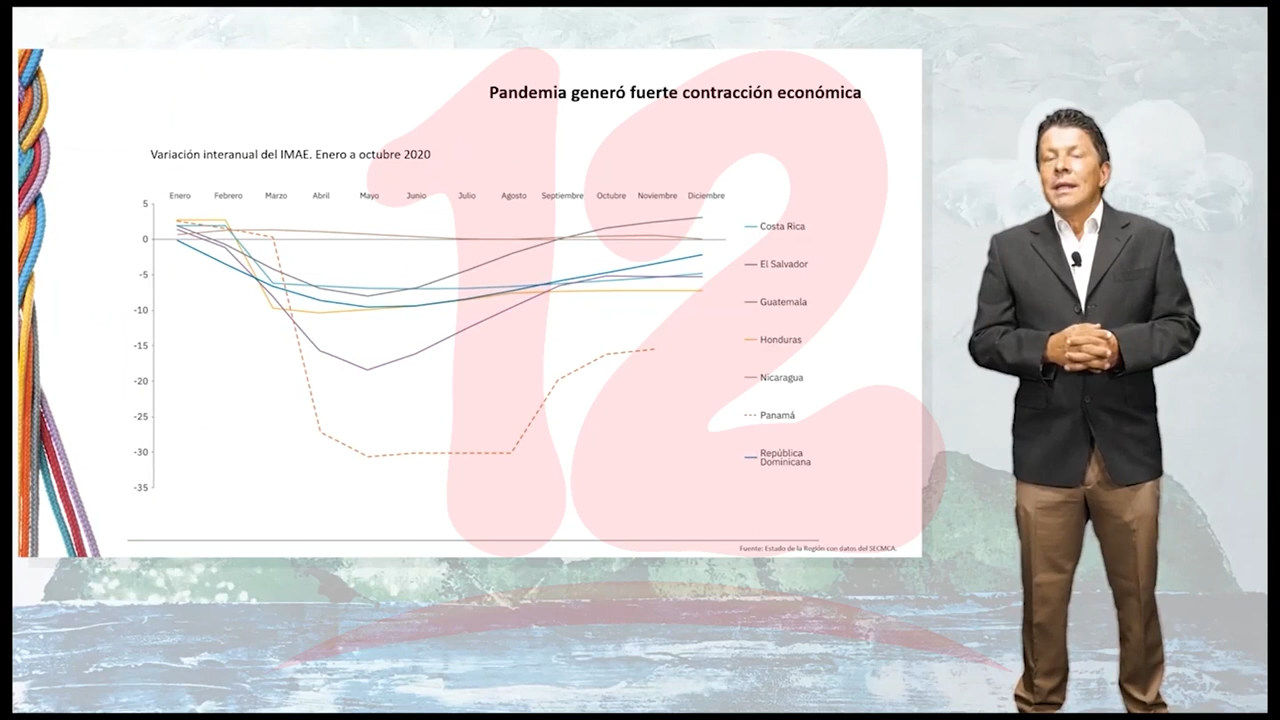 12
Pandemia generó fuerte contracción económica
Variación interanual del IMAE. Enero a octubre 2020
Enero Febrero Marzo Abril Mayo Junio Julio Agosto Septiembre Octubre Noviembre Diciembre
5
0
-5
-10
-15
-20
-25
-30
-35
Costa Rica
El Salvador
Guatemala
Honduras
Nicaragua
Panamá
República
Dominicana
Fuente: Estado de la Región con datos del SECMCA.